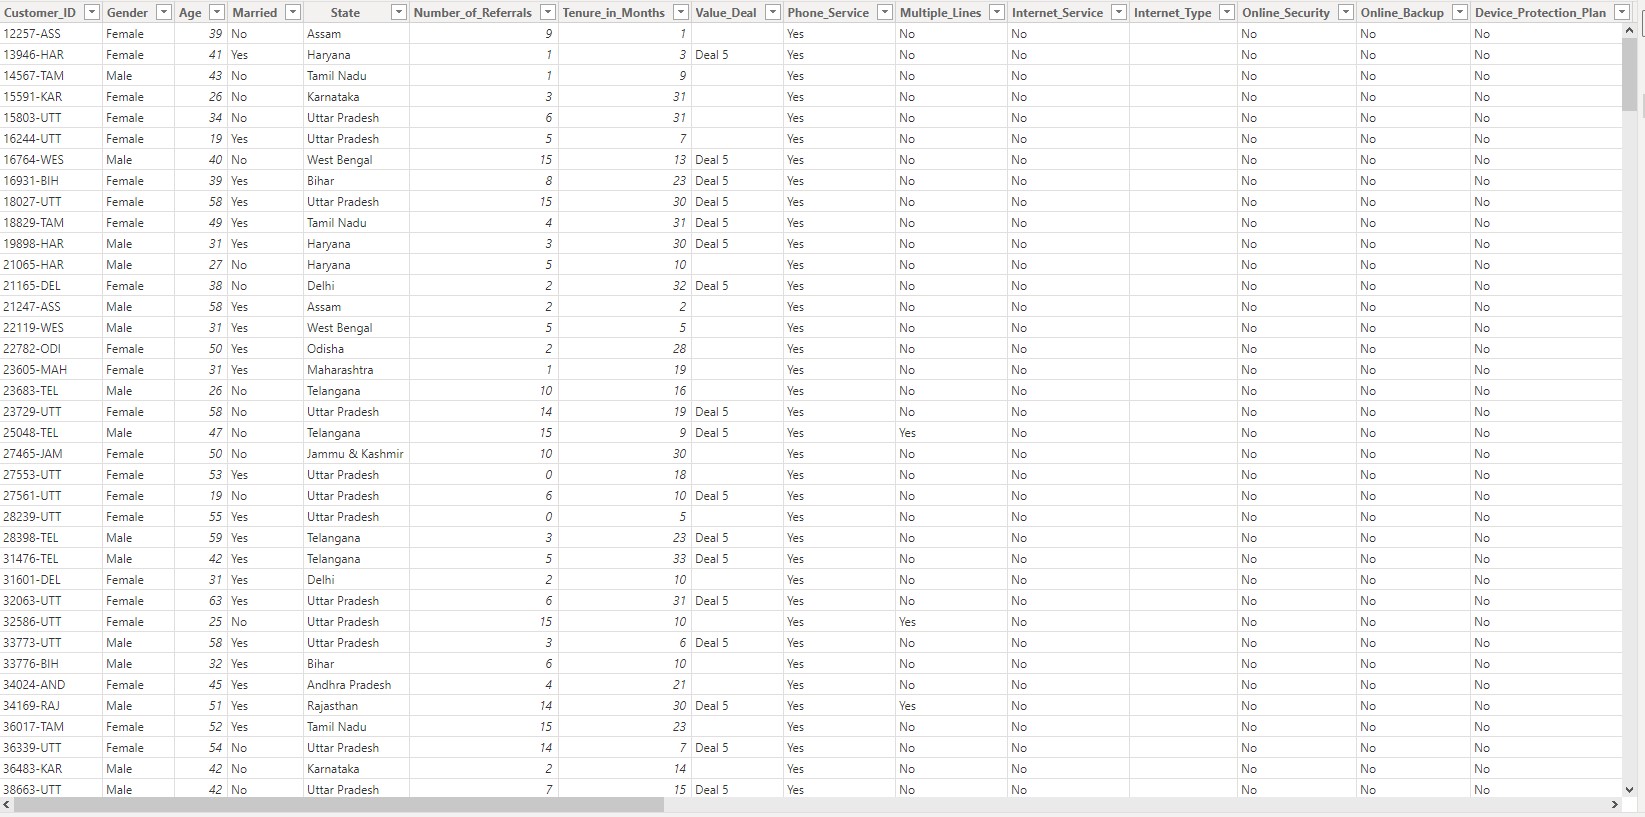 Customer_ID Gender Age Married State Number_of_Referrals Tenure_in_Months Value_Deal Phone_Service Multiple_Lines Internet_Service Internet_Type Online_Security Online_Backup Device_Protection_Plan
12257-ASS Female 39 No Assam 9 1 Yes No No No No No
13946-HAR Female 41 Yes Haryana 1 3 Deal 5 Yes No No No No No
14567-TAM Male 43 No Tamil Nadu 1 9 Yes No No No No No
15591-KAR Female 26 No Karnataka 3 31 Yes No No No No No
15803-UTT Female 34 No Uttar Pradesh 6 31 Yes No No No No No
16244-UTT Female 19 Yes Uttar Pradesh 5 7 Yes No No No No No
16764-WES Male 40 No West Bengal 15 13 Deal 5 Yes No No No No No
16931-BIH Female 39 Yes Bihar 8 23 Deal 5 Yes No No No No No
18027-UTT Female 58 Yes Uttar Pradesh 15 30 Deal 5 Yes No No No No No
18829-TAM Female 49 Yes Tamil Nadu 4 31 Deal 5 Yes No No No No No
19898-HAR Male 31 Yes Haryana 3 30 Deal 5 Yes No No No No No
21065-HAR Male 27 No Haryana 5 10 Yes No No No No No
21165-DEL Female 38 No Delhi 2 32 Deal 5 Yes No No No No No
21247-ASS Male 58 Yes Assam 2 2 Yes No No No No No
22119-WES Male 31 Yes West Bengal 5 5 Yes No No No No No
22782-ODI Female 50 Yes Odisha 2 28 Yes No No No No No
23605-MAH Female 31 Yes Maharashtra 1 19 Yes No No No No No
23683-TEL Male 26 No Telangana 10 16 Yes No No No No No
23729-UTT Female 58 No Uttar Pradesh 14 19 Deal 5 Yes No No No No No
25048-TEL Male 47 No Telangana 15 9 Deal 5 Yes Yes No No No No
27465-JAM Female 50 No Jammu & Kashmir 10 30 Yes No No No No No
27553-UTT Female 53 Yes Uttar Pradesh 0 18 Yes No No No No No
27561-UTT Female 19 No Uttar Pradesh 6 10 Deal 5 Yes No No No No No
28239-UTT Female 55 Yes Uttar Pradesh 0 5 Yes No No No No No
28398-TEL Male 59 Yes Telangana 3 23 Deal 5 Yes No No No No No
31476-TEL Male 42 Yes Telangana 5 33 Deal 5 Yes No No No No No
31601-DEL Female 31 Yes Delhi 2 10 Yes No No No No No
32063-UTT Female 63 Yes Uttar Pradesh 6 31 Deal 5 Yes No No No No No
32586-UTT Female 25 No Uttar Pradesh 15 10 Yes Yes No No No No
33773-UTT Male 58 Yes Uttar Pradesh 3 6 Deal 5 Yes No No No No No
33776-BIH Male 32 Yes Bihar 6 10 Yes No No No No No
34024-AND Female 45 Yes Andhra Pradesh 4 21 Yes No No No No No
34169-RAJ Male 51 Yes Rajasthan 14 30 Deal 5 Yes Yes No No No No
36017-TAM Female 52 Yes Tamil Nadu 15 23 Yes No No No No No
36339-UTT Female 54 No Uttar Pradesh 14 7 Deal 5 Yes No No No No No
36483-KAR Male 42 No Karnataka 2 14 Yes No No No No No
38663-UTT Male 42 No Uttar Pradesh 7 15 Deal 5 Yes No No No No No